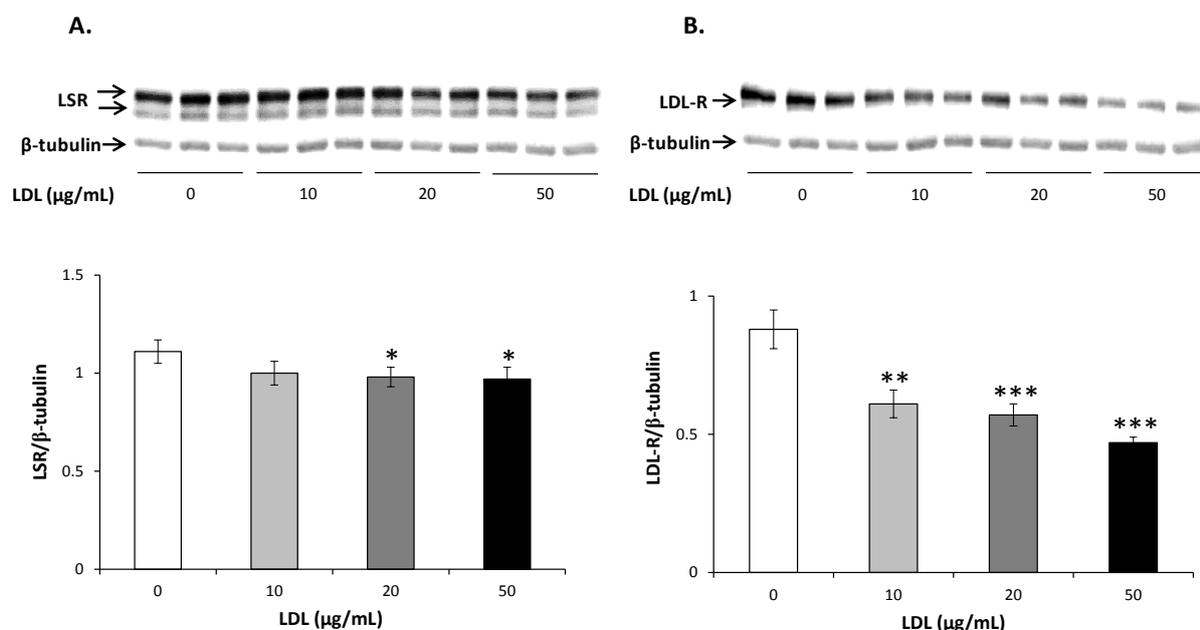 A.
LSR
β-tubulin
LDL (µg/mL) 0 10 20 50
1.5
1
0.5
0
LSR/β-tubulin
* *
0 10 20 50
LDL (µg/mL)
B.
LDL-R
β-tubulin
LDL (µg/mL) 0 10 20 50
1
0.5
0
LDL-R/β-tubulin
** *** ***
0 10 20 50
LDL (µg/mL)